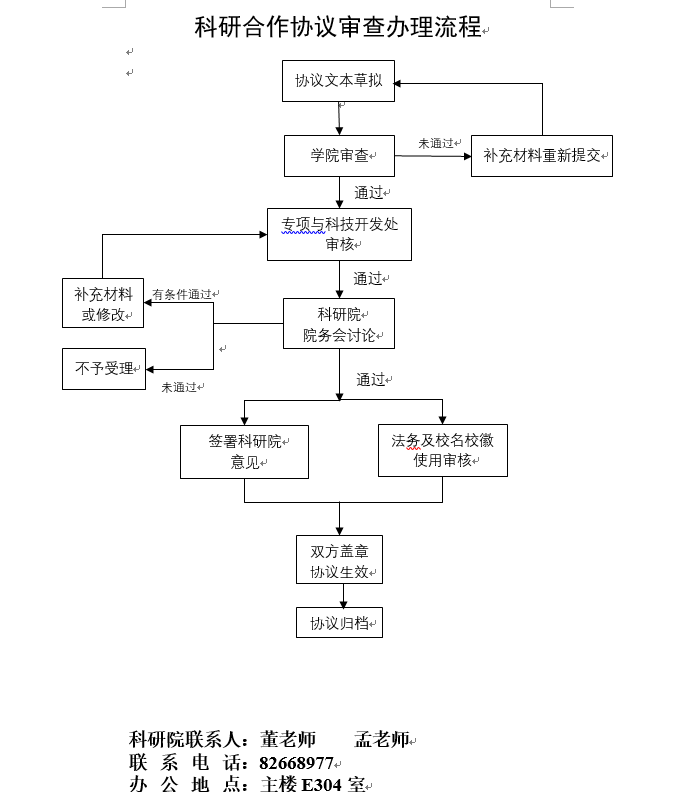 科研合作协议审查办理流程
协议文本草拟
学院审查
未通过
补充材料重新提交
通过
专项与科技开发处
审核
通过
补充材料
或修改
有条件通过
科研院
院务会讨论
不予受理
未通过
通过
签署科研院
意见
法务及校名校徽
使用审核
双方盖章
协议生效
协议归档
科研院联系人：董老师 孟老师
联 系 电 话：82668977
办 公 地 点：主楼 E304 室